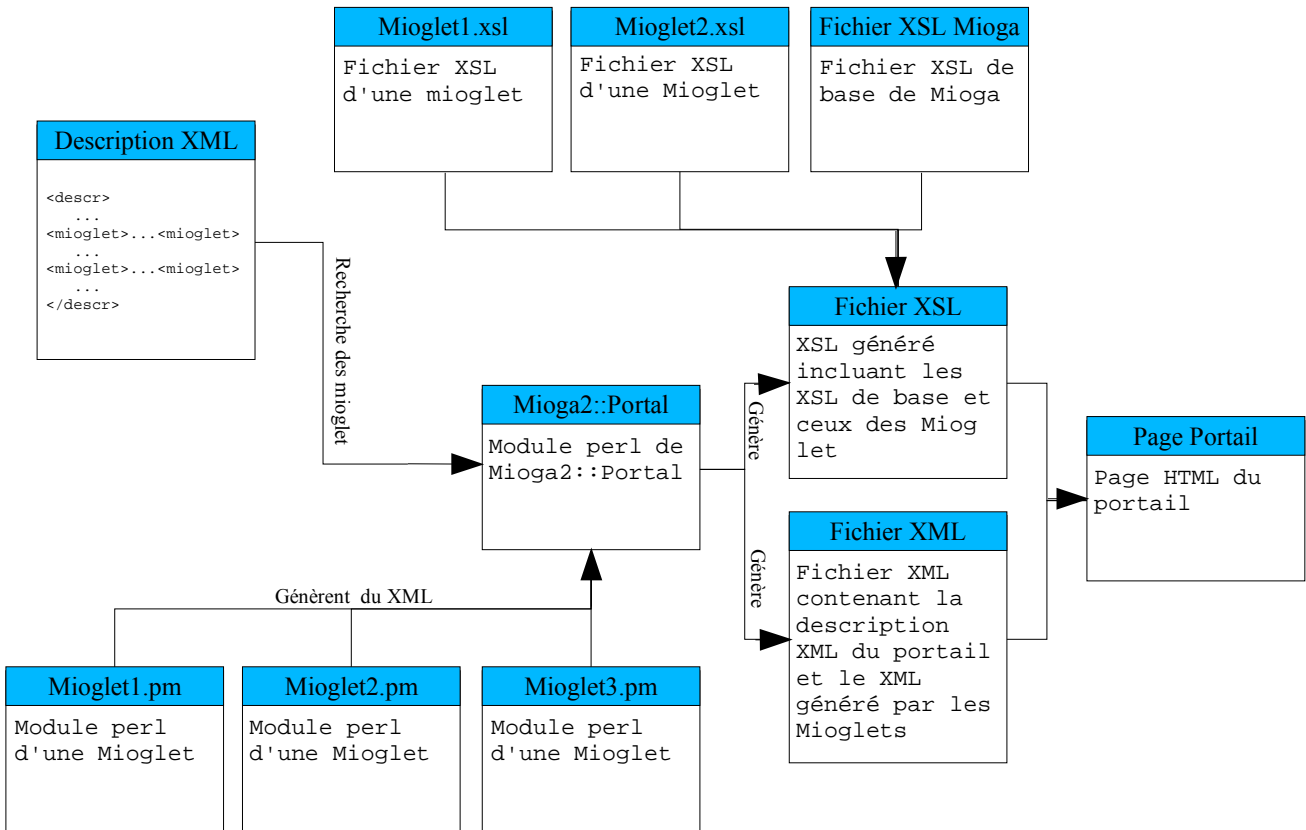 Mioglet1.xsl
Fichier XSL
d'une mioglet
Mioglet2.xsl
Fichier XSL
d'une Mioglet
Fichier XSL Mioga
Fichier XSL de
base de Mioga
Description XML
<descr>
...
<mioglet>...<mioglet>
...
<mioglet>...<mioglet>
...
</descr>
Recherche des mioglet
Mioga2::Portal
Module perl de
Mioga2::Portal
Génère
Génère
Fichier XSL
XSL généré
incluant les
XSL de base et
ceux des Miog
let
Fichier XML
Fichier XML
contenant la
description
XML du portail
et le XML
généré par les
Mioglets
Page Portail
Page HTML du
portail
Génèrent du XML
Mioglet1.pm
Module perl
d'une Mioglet
Mioglet2.pm
Module perl
d'une Mioglet
Mioglet3.pm
Module perl
d'une Mioglet